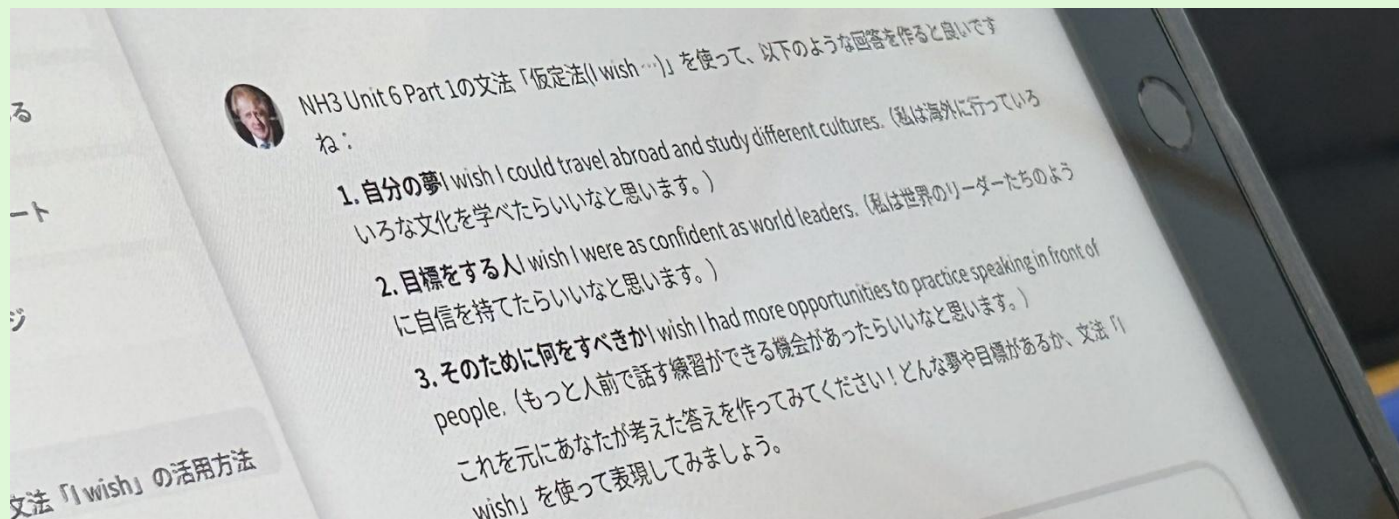 る
ート
ジ
文法「I wish」の活用方法
NH3 Unit 6 Part 1の文法「仮定法(I wish…)」を使って、以下のような回答を作ると良いです
ね：
1. 自分の夢I wish I could travel abroad and study different cultures.（私は海外に行っていろ
いろな文化を学べたらいいなと思います。）
2. 目標をする人I wish I were as confident as world leaders.（私は世界のリーダーたちのよう
に自信を持てたらいいなと思います。）
3. そのために何をすべきかI wish I had more opportunities to practice speaking in front of
people.（もっと人前で話す練習ができる機会があったらいいなと思います。）
これを元にあなたが考えた答えを作ってみてください！どんな夢や目標があるか、文法「I
wish」を使って表現してみましょう。